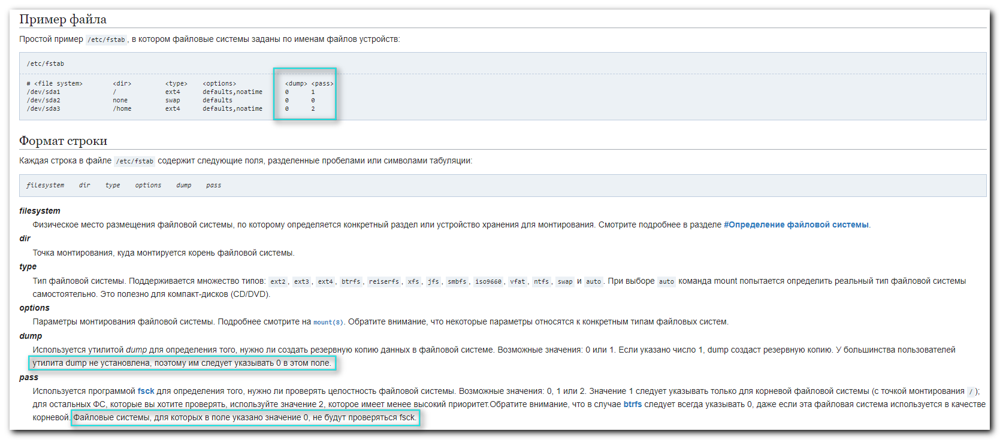 Пример файла
Простой пример /etc/fstab, в котором файловые системы заданы по именам файлов устройств:
/etc/fstab
# <file system> <dir> <type> <options> <dump> <pass>
/dev/sda1 / ext4 defaults,noatime 0 1
/dev/sda2 none swap defaults 0 0
/dev/sda3 /home ext4 defaults,noatime 0 2
Формат строки
Каждая строка в файле /etc/fstab содержит следующие поля, разделенные пробелами или символами табуляции:
filesystem dir type options dump pass
filesystem
Физическое место размещения файловой системы, по которому определяется конкретный раздел или устройство хранения для монтирования. Смотрите подробнее в разделе #Определение файловой системы.
dir
Точка монтирования, куда монтируется корень файловой системы.
type
Тип файловой системы. Поддерживается множество типов: ext2, ext3, ext4, btrfs, reiserfs, xfs, jfs, smbfs, iso9660, vfat, ntfs, swap и auto. При выборе auto команда mount попытается определить реальный тип файловой системы
самостоятельно. Это полезно для компакт-дисков (CD/DVD).
options
Параметры монтирования файловой системы. Подробнее смотрите на mount(8). Обратите внимание, что некоторые параметры относятся к конкретным типам файловых систем.
dump
Используется утилитой dump для определения того, нужно ли создать резервную копию данных в файловой системе. Возможные значения: 0 или 1. Если указано число 1, dump создаст резервную копию. У большинства пользователей
утилита dump не установлена, поэтому им следует указывать 0 в этом поле.
pass
Используется программой fsck для определения того, нужно ли проверять целостность файловой системы. Возможные значения: 0, 1 или 2. Значение 1 следует указывать только для корневой файловой системы (с точкой монтирования /);
для остальных ФС, которые вы хотите проверять, используйте значение 2, которое имеет менее высокий приоритет.Обратите внимание, что в случае btrfs следует всегда указывать 0, даже если эта файловая система используется в качестве
корневой. Файловые системы, для которых в поле указано значение 0, не будут проверяться fsck.